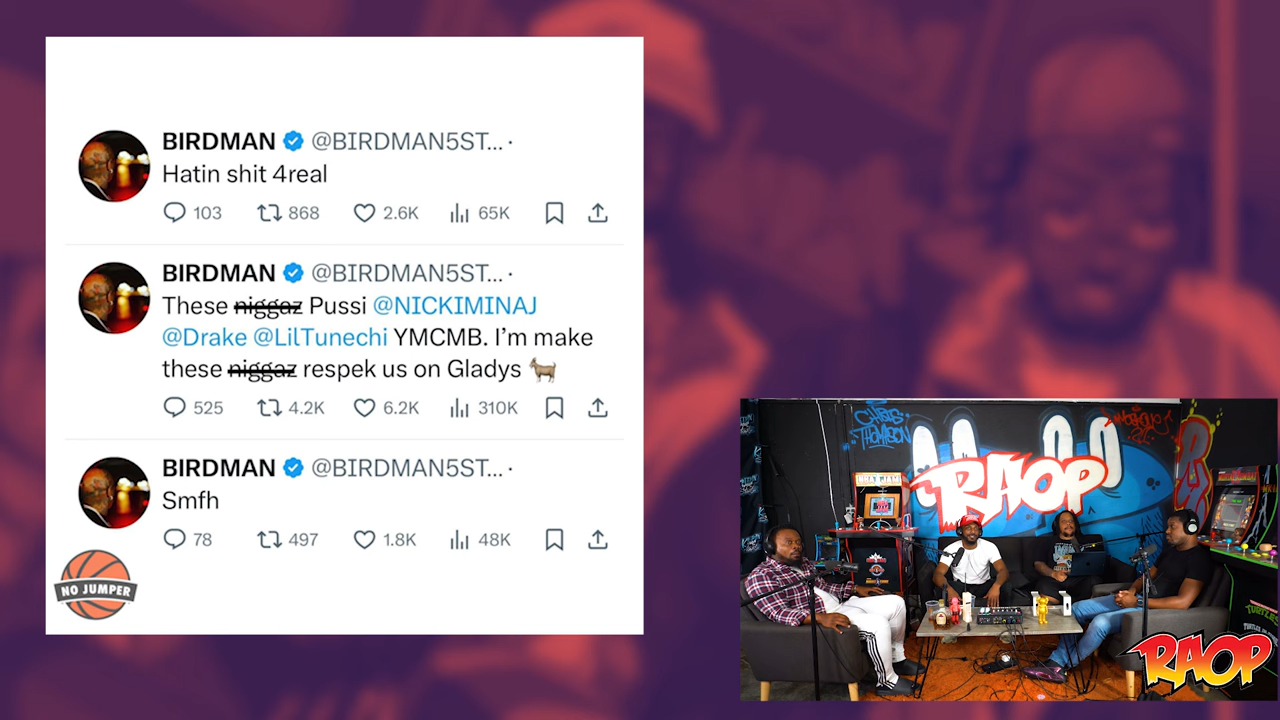 BIRDMAN @BIRDMAN5ST... ·
Hatin shit 4real
103 868 2.6K 65K
BIRDMAN @BIRDMAN5ST... ·
These niggaz Pussi @NICKIMINAJ
@Drake @LilTunechi YMCMB. I’m make
these niggaz respek us on Gladys 🐐
525 4.2K 6.2K 310K
BIRDMAN @BIRDMAN5ST... ·
Smfh
78 497 1.8K 48K
NO JUMPER
CHRIS
THOMSON
RAOP
RAOP